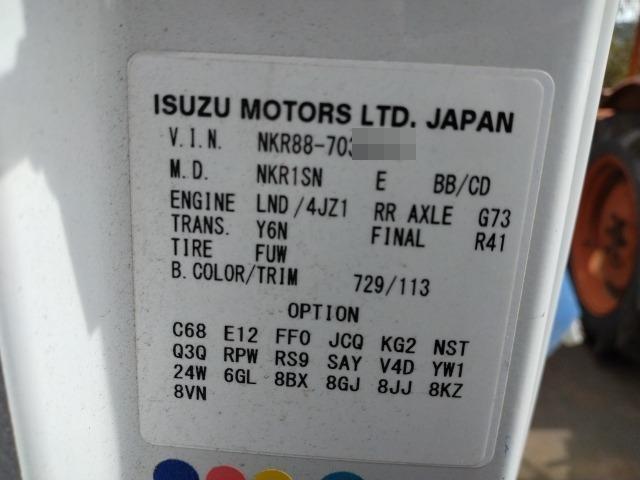 ISUZU MOTORS LTD. JAPAN
V.I.N. NKR88-703
M.D. NKR1SN E BB/CD
ENGINE LND/4JZ1 RR AXLE G73
TRANS. Y6N FINAL R41
TIRE FUW
B.COLOR/TRIM 729/113
OPTION
C68 E12 FF0 JCQ KG2 NST
Q3Q RPW RS9 SAY V4D YW1
24W 6GL 8BX 8GJ 8JJ 8KZ
8VN